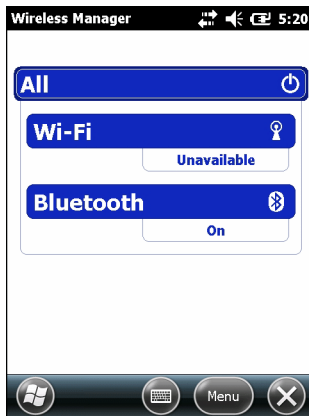 Wireless Manager 5:20
All
Wi-Fi
Unavailable
Bluetooth
On
Menu